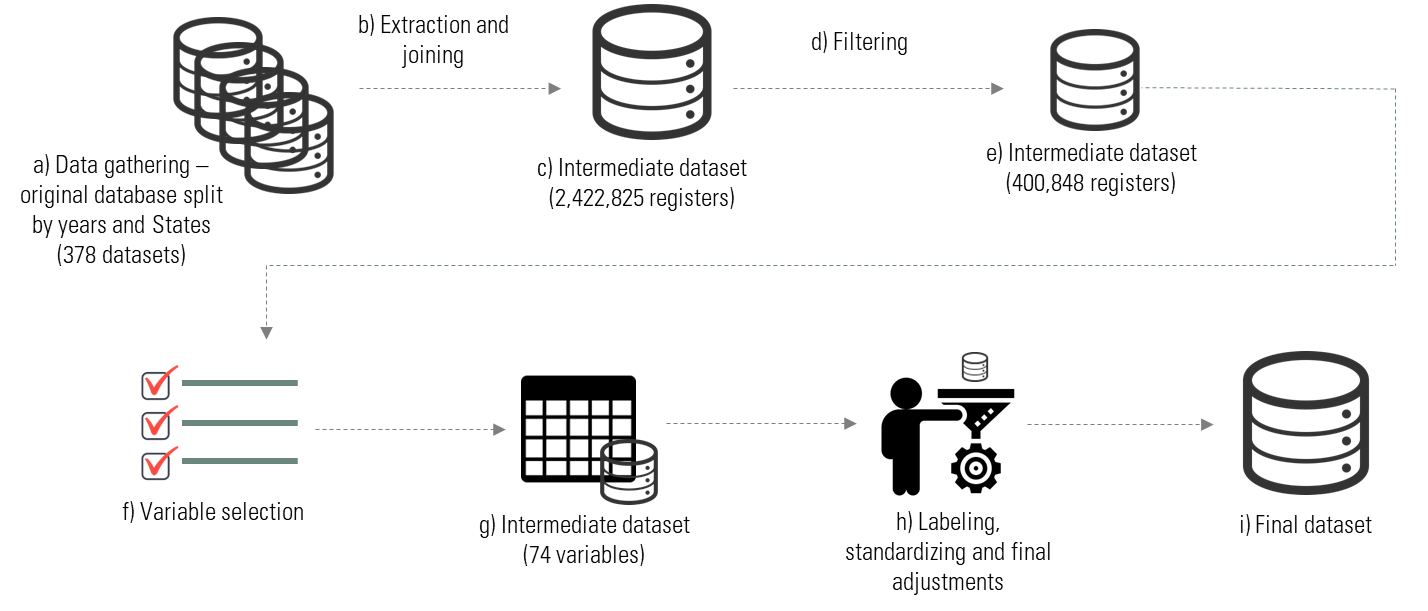 a) Data gathering –
original database split
by years and States
(378 datasets)
b) Extraction and
joining
c) Intermediate dataset
(2,422,825 registers)
d) Filtering
e) Intermediate dataset
(400,848 registers)
f) Variable selection
g) Intermediate dataset
(74 variables)
h) Labeling,
standardizing and final
adjustments
i) Final dataset